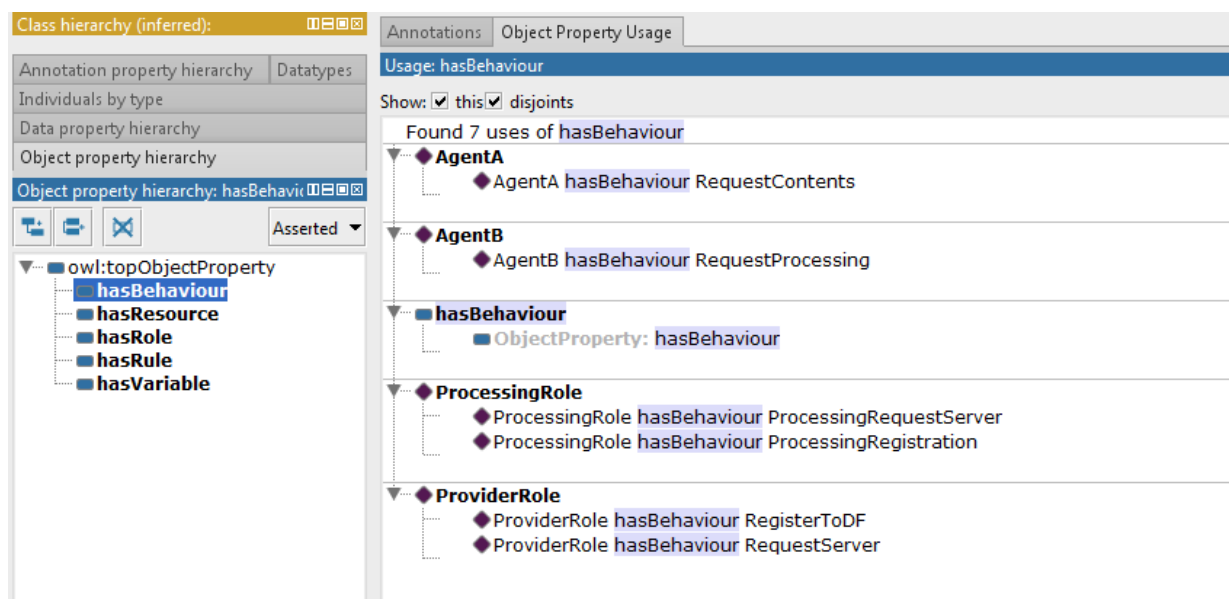 Class hierarchy (inferred):
Annotation property hierarchy
Datatypes
Individuals by type
Data property hierarchy
Object property hierarchy
Object property hierarchy: hasBehavio
Asserted
owl:topObjectProperty
hasBehaviour
hasResource
hasRole
hasRule
hasVariable
Annotations
Object Property Usage
Usage: hasBehaviour
Show: this disjoints
Found 7 uses of hasBehaviour
AgentA
AgentA hasBehaviour RequestContents
AgentB
AgentB hasBehaviour RequestProcessing
hasBehaviour
ObjectProperty: hasBehaviour
ProcessingRole
ProcessingRole hasBehaviour ProcessingRequestServer
ProcessingRole hasBehaviour ProcessingRegistration
ProviderRole
ProviderRole hasBehaviour RegisterToDF
ProviderRole hasBehaviour RequestServer